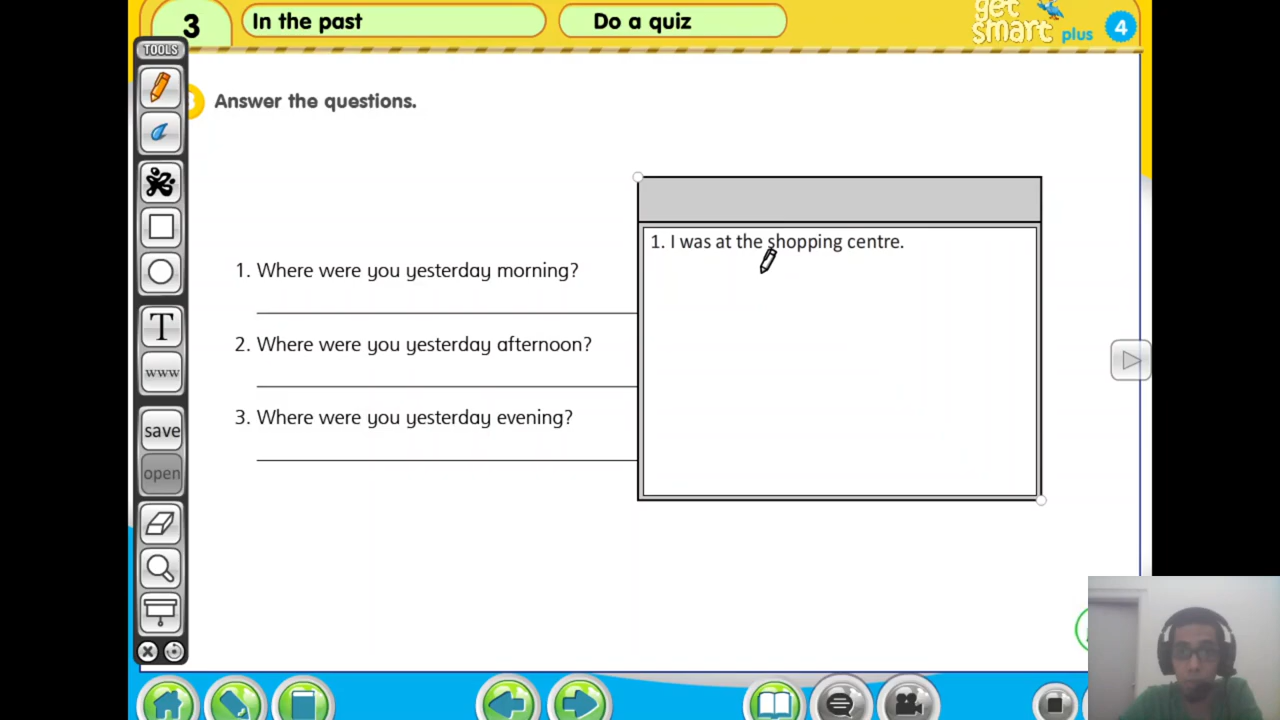 3
In the past
Do a quiz
get smart plus 4
TOOLS
Answer the questions.
1. I was at the shopping centre.
1. Where were you yesterday morning?
2. Where were you yesterday afternoon?
3. Where were you yesterday evening?
T
www
save
open